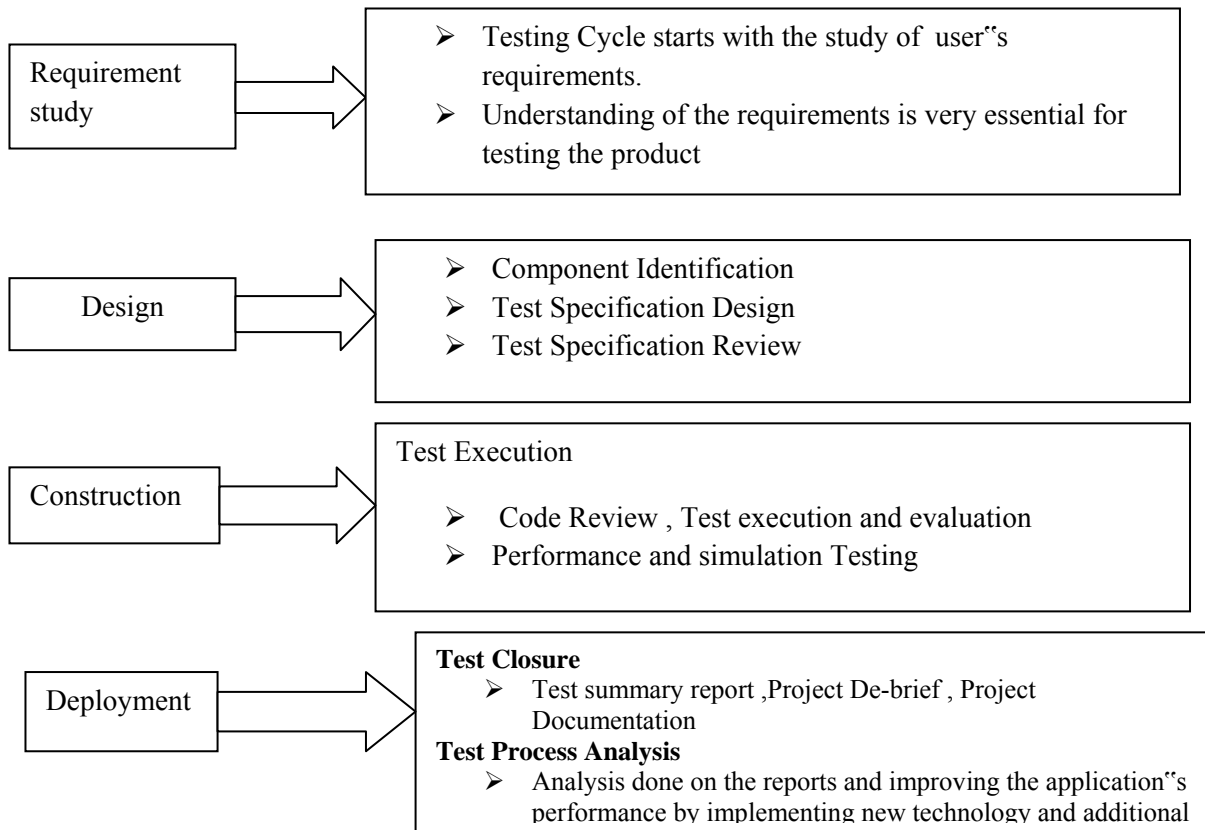 Requirement
study
➢ Testing Cycle starts with the study of user‟s
requirements.
➢ Understanding of the requirements is very essential for
testing the product
Design
➢ Component Identification
➢ Test Specification Design
➢ Test Specification Review
Construction
Test Execution
➢ Code Review , Test execution and evaluation
➢ Performance and simulation Testing
Deployment
Test Closure
➢ Test summary report ,Project De-brief , Project
Documentation
Test Process Analysis
➢ Analysis done on the reports and improving the application‟s
performance by implementing new technology and additional